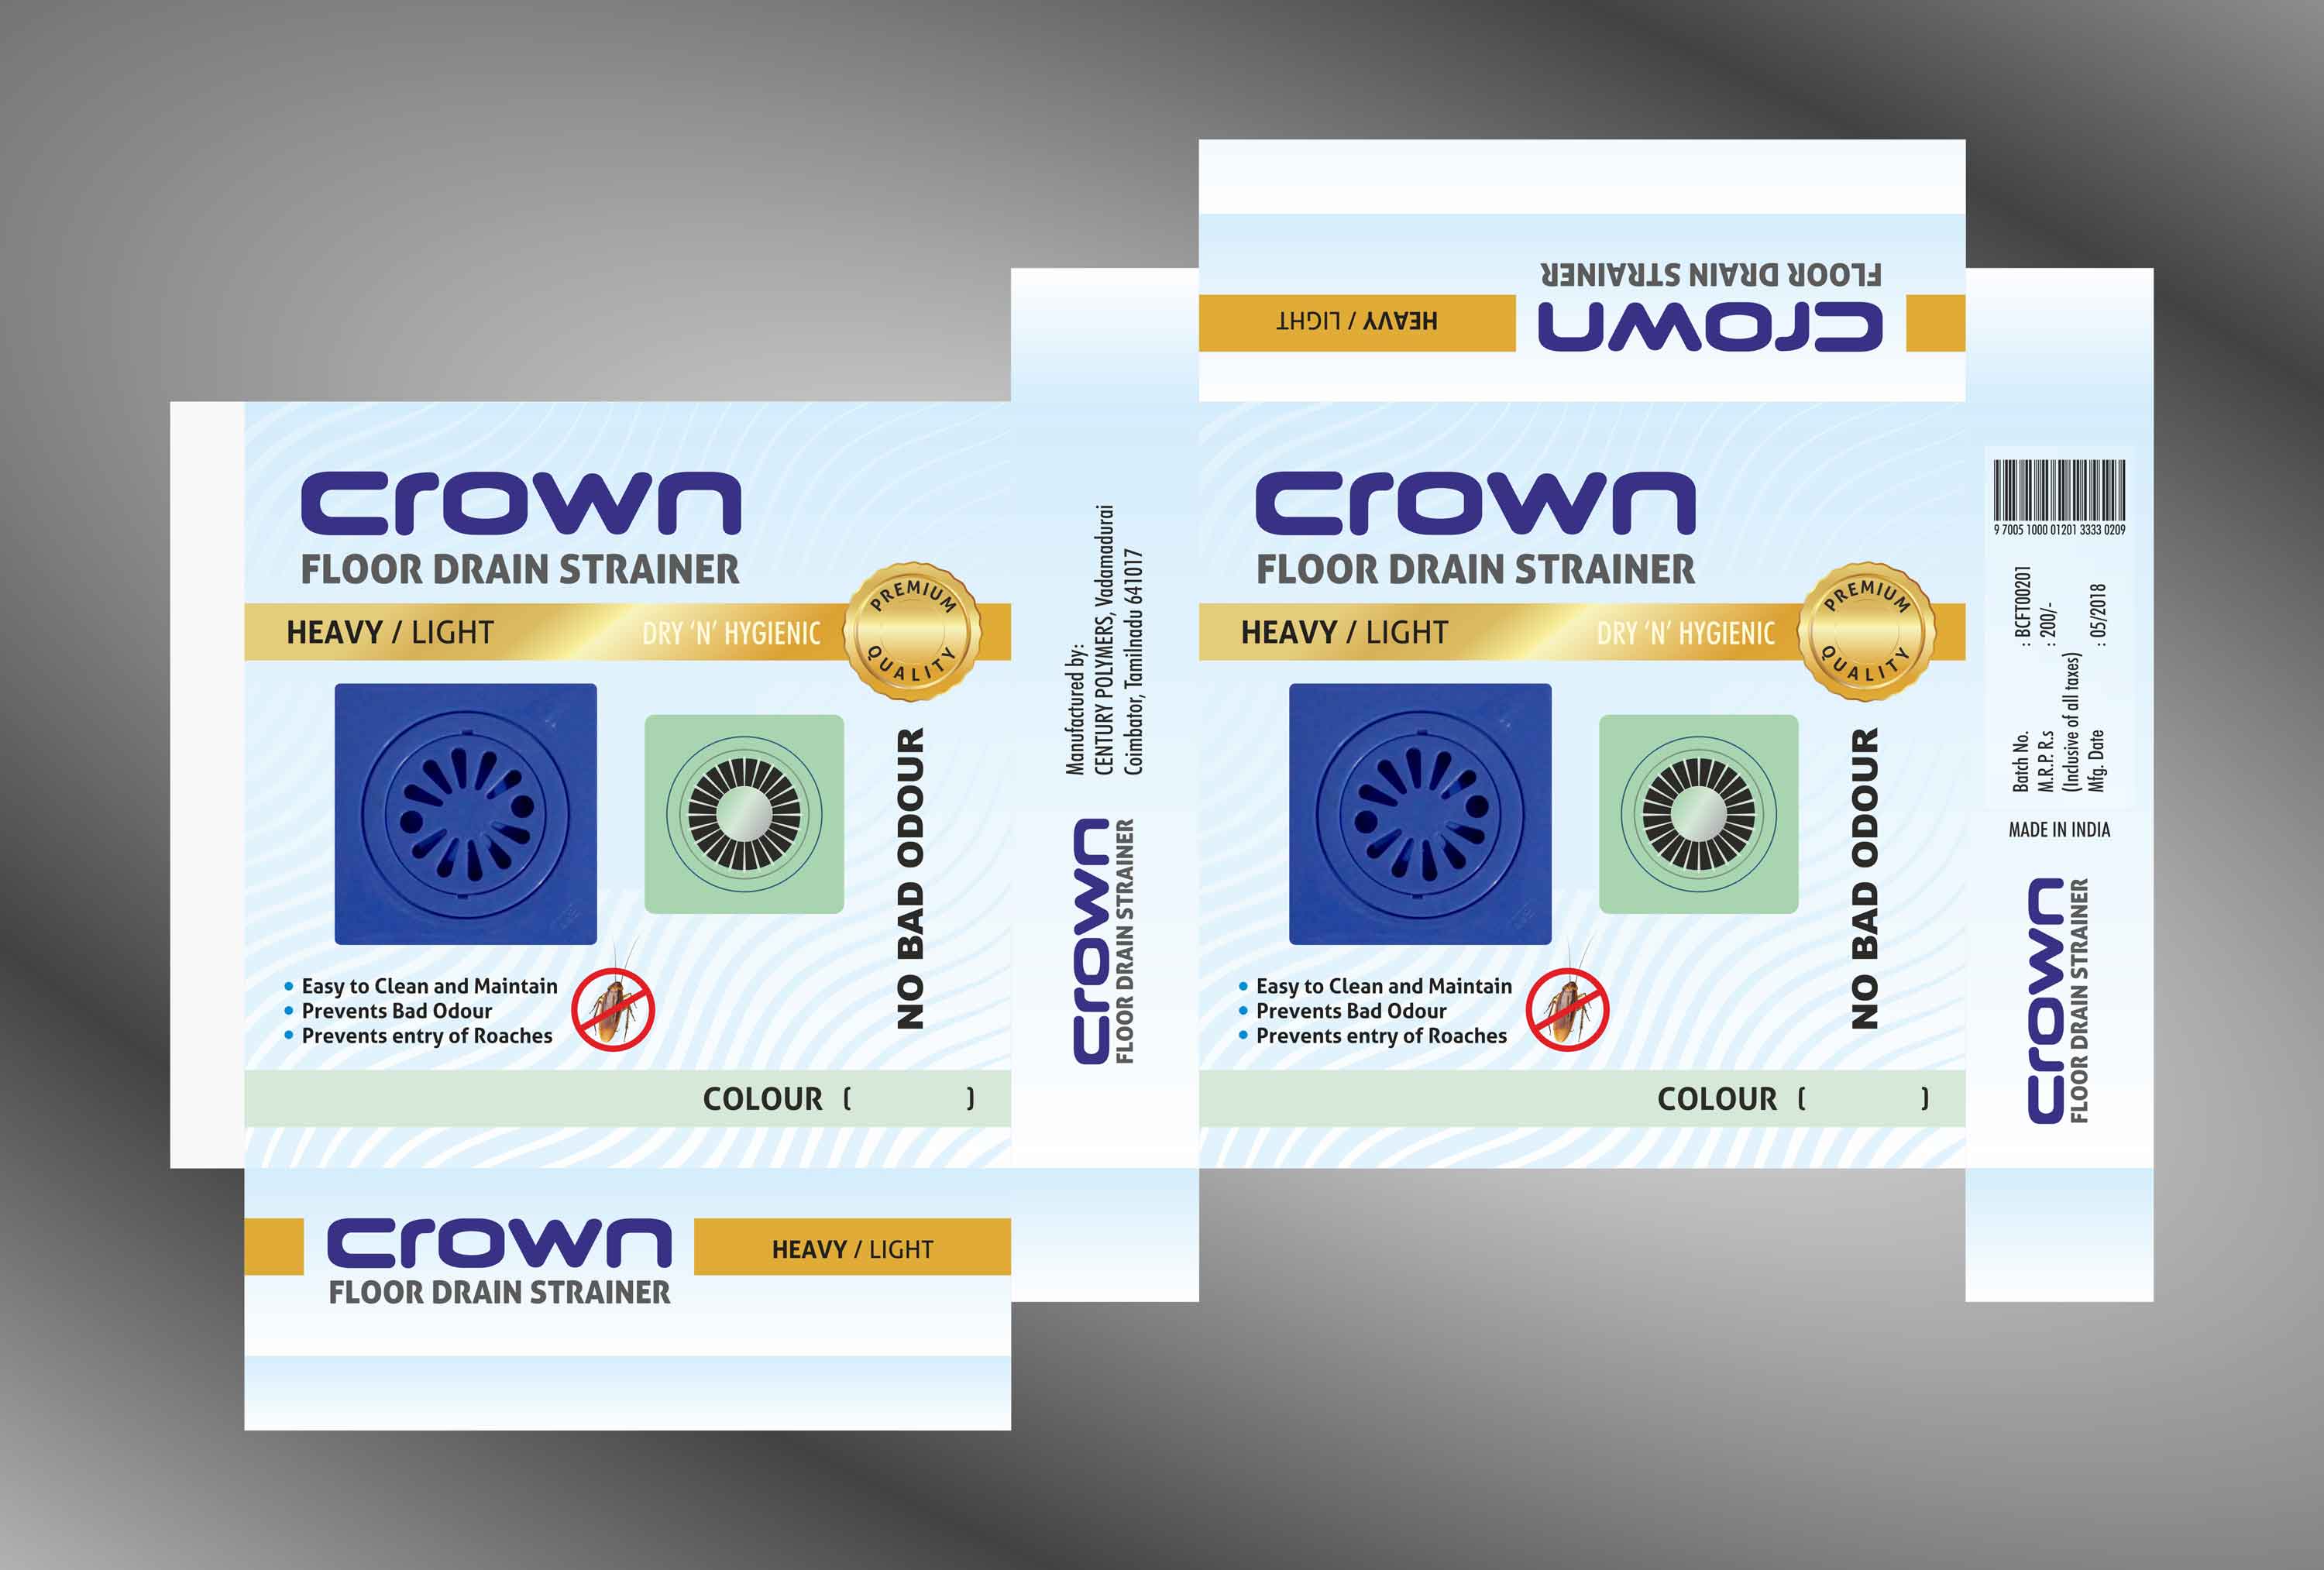 FLOOR DRAIN STRAINER
crown
HEAVY / LIGHT
crown
FLOOR DRAIN STRAINER
HEAVY / LIGHT
DRY 'N' HYGIENIC
PREMIUM
QUALITY
NO BAD ODOUR
• Easy to Clean and Maintain
• Prevents Bad Odour
• Prevents entry of Roaches
COLOUR ( )
crown
FLOOR DRAIN STRAINER
HEAVY / LIGHT
Manufactured by:
CENTURY POLYMERS, Vadamadurai
Coimbator, Tamilnadu 641017
crown
FLOOR DRAIN STRAINER
crown
FLOOR DRAIN STRAINER
HEAVY / LIGHT
DRY 'N' HYGIENIC
PREMIUM
QUALITY
NO BAD ODOUR
• Easy to Clean and Maintain
• Prevents Bad Odour
• Prevents entry of Roaches
COLOUR ( )
9 7005 1000 01201 3333 0209
Batch No. : BCFT00201
M.R.P. R.s : 200/-
(Inclusive of all taxes)
Mfg. Date : 05/2018
MADE IN INDIA
crown
FLOOR DRAIN STRAINER